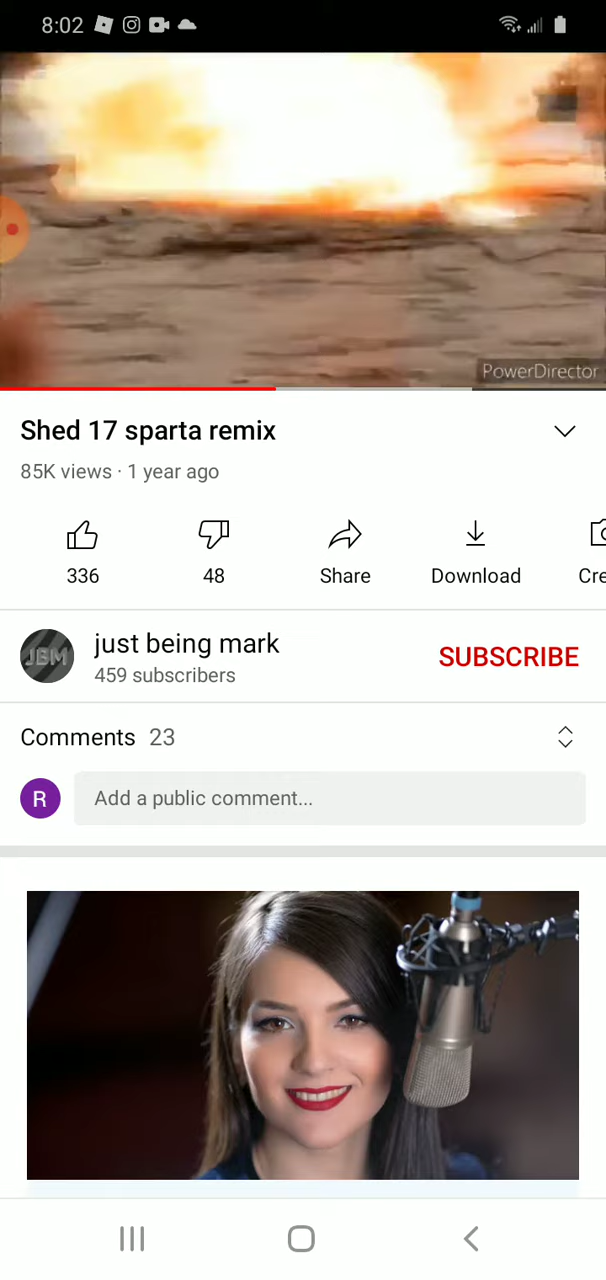 8:02
PowerDirector
Shed 17 sparta remix
85K views · 1 year ago
336
48
Share
Download
Cre
JBM
just being mark
459 subscribers
SUBSCRIBE
Comments 23
R
Add a public comment...